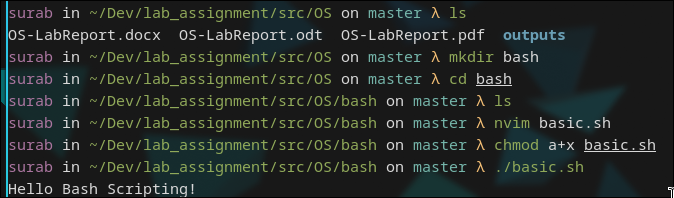 surab in ~/Dev/lab_assignment/src/OS on master λ ls
OS-LabReport.docx  OS-LabReport.odt  OS-LabReport.pdf  outputs
surab in ~/Dev/lab_assignment/src/OS on master λ mkdir bash
surab in ~/Dev/lab_assignment/src/OS on master λ cd bash
surab in ~/Dev/lab_assignment/src/OS/bash on master λ ls
surab in ~/Dev/lab_assignment/src/OS/bash on master λ nvim basic.sh
surab in ~/Dev/lab_assignment/src/OS/bash on master λ chmod a+x basic.sh
surab in ~/Dev/lab_assignment/src/OS/bash on master λ ./basic.sh
Hello Bash Scripting!